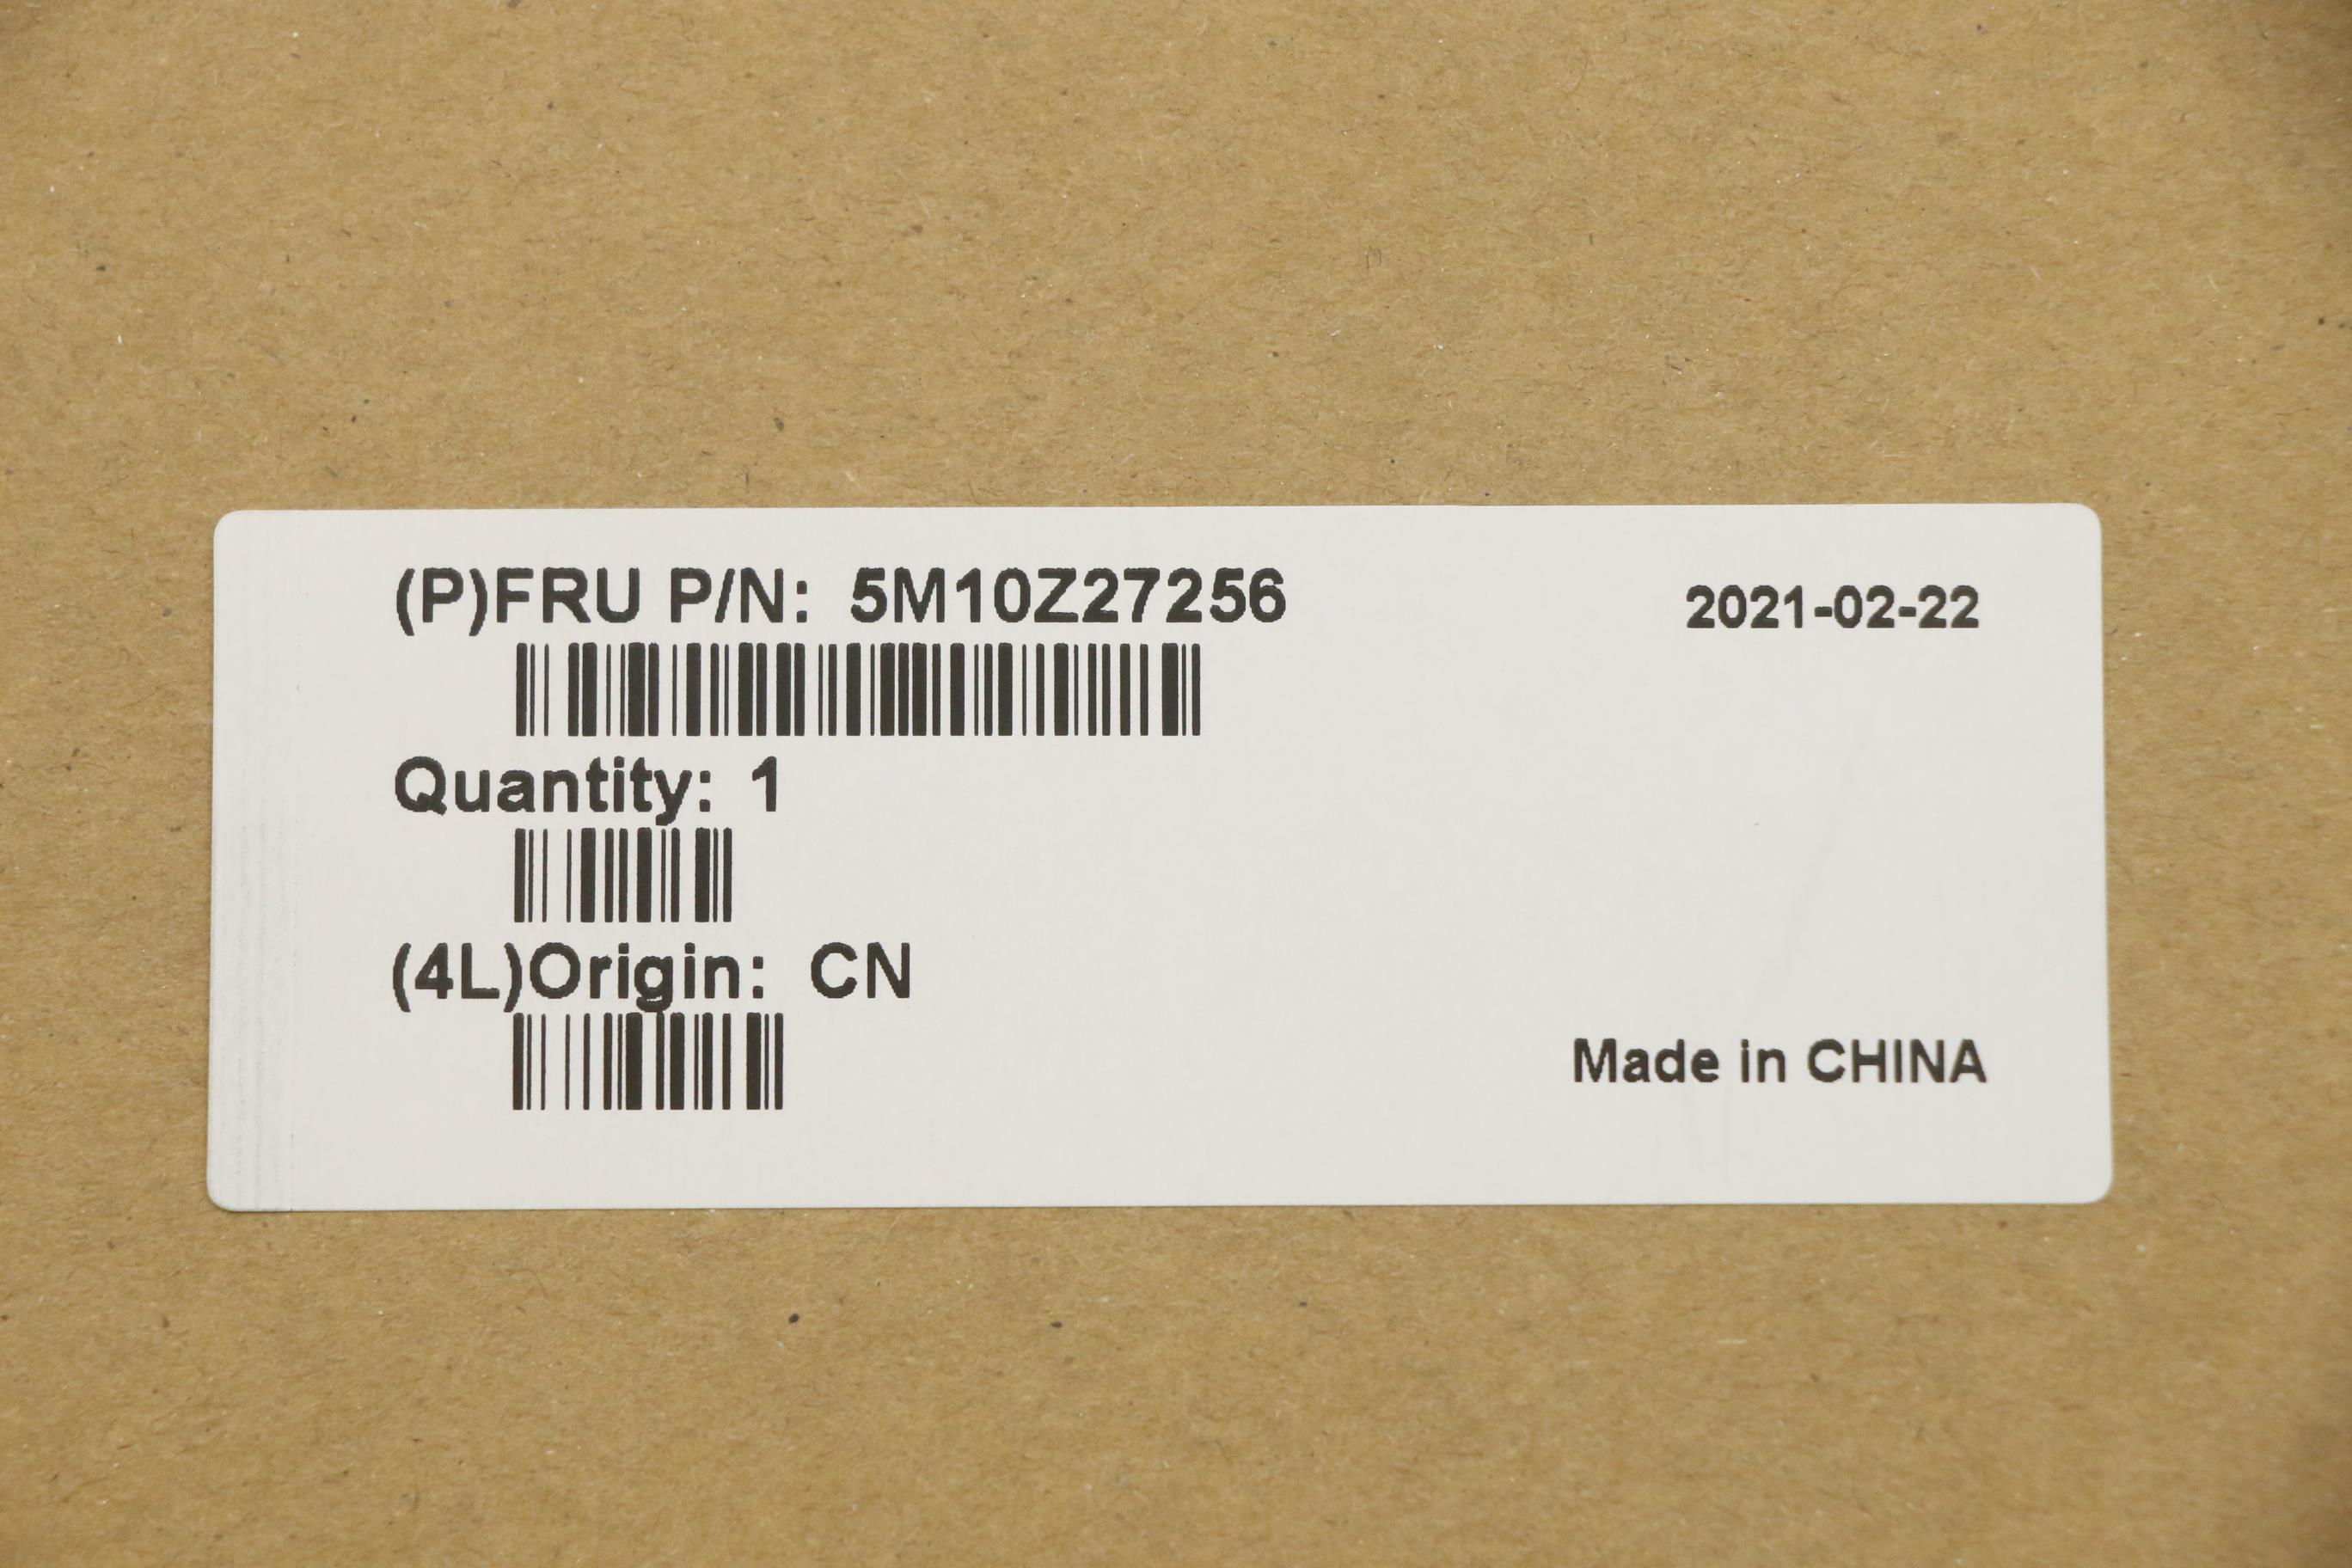 (P)FRU P/N: 5M10Z27256
2021-02-22
Quantity: 1
(4L)Origin: CN
Made in CHINA